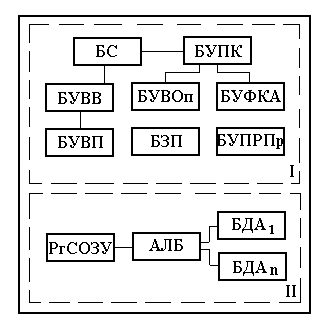 БС БУПК
БУВВ БУВОп БУФКА
БУВП БЗП БУПРПр
I
РгСОЗУ АЛБ БДА1
БДАn
II